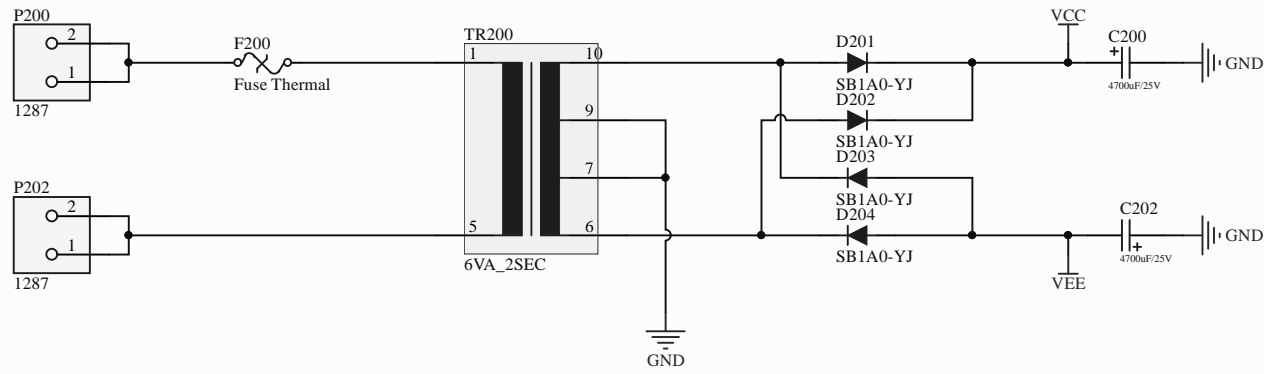 P200
2
1
1287
F200
Fuse Thermal
P202
2
1
1287
TR200
1
10
9
7
5
6
6VA_2SEC
GND
D201
SB1A0-YJ
D202
SB1A0-YJ
D203
SB1A0-YJ
D204
SB1A0-YJ
VCC
C200
+
4700uF/25V
GND
C202
+
4700uF/25V
GND
VEE